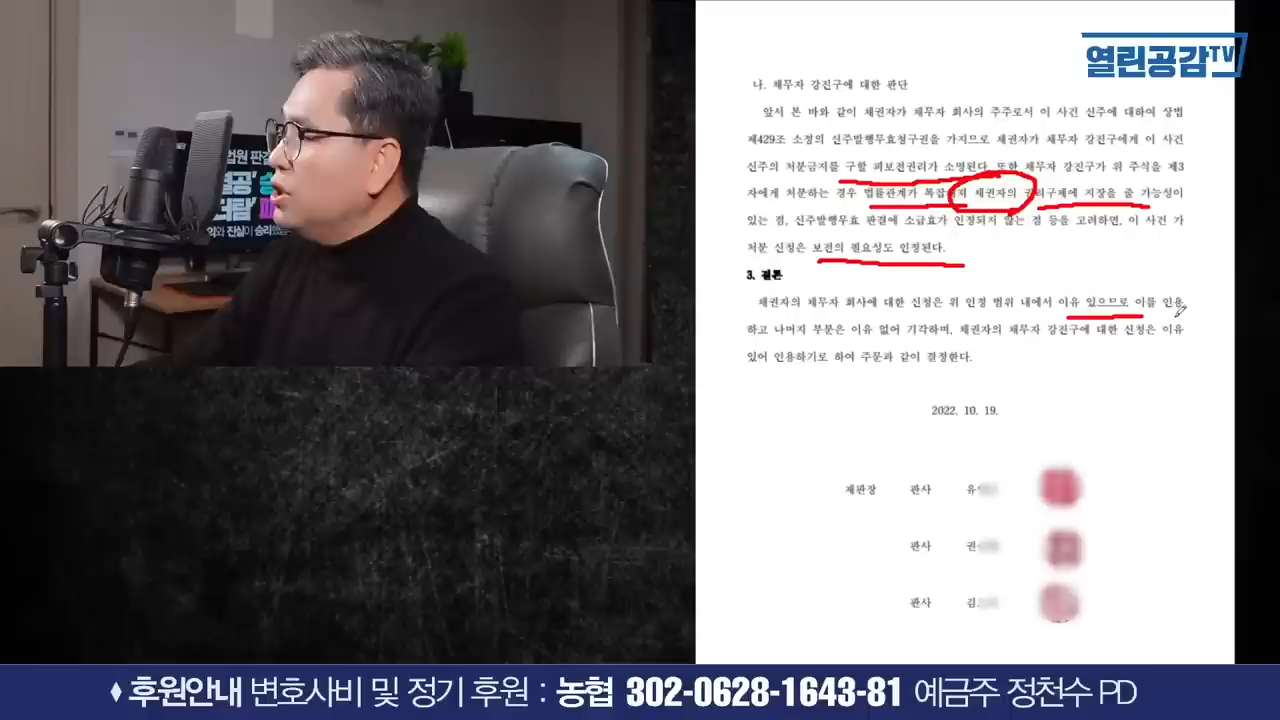 열린공감TV
법원 판결
나. 채무자 강진구에 대한 판단
앞서 본 바와 같이 채권자가 채무자 회사의 주주로서 이 사건 신주에 대하여 상법
제429조 소정의 신주발행무효청구권을 가지므로 채권자가 채무자 강진구에게 이 사건
신주의 처분금지를 구할 피보전권리가 소명된다. 또한 채무자 강진구가 위 주식을 제3
자에게 처분하는 경우 법률관계가 채권자의 권리구제에 지장을 줄 가능성이
있는 점, 신주발행무효 판결에 소급효가 인정되지 않는 점 등을 고려하면, 이 사건 가
처분 신청은 보전의 필요성도 인정된다.
3. 결론
채권자의 채무자 회사에 대한 신청은 위 인정 범위 내에서 이유 있으므로 이를 인용
하고 나머지 부분은 이유 없어 기각하며, 채권자의 채무자 강진구에 대한 신청은 이유
있어 인용하기로 하여 주문과 같이 결정한다.
2022. 10. 19.
재판장 판사 유
판사 권
판사 김
♦ 후원안내 변호사비 및 정기 후원 : 농협 302-0628-1643-81 예금주 정천수 PD